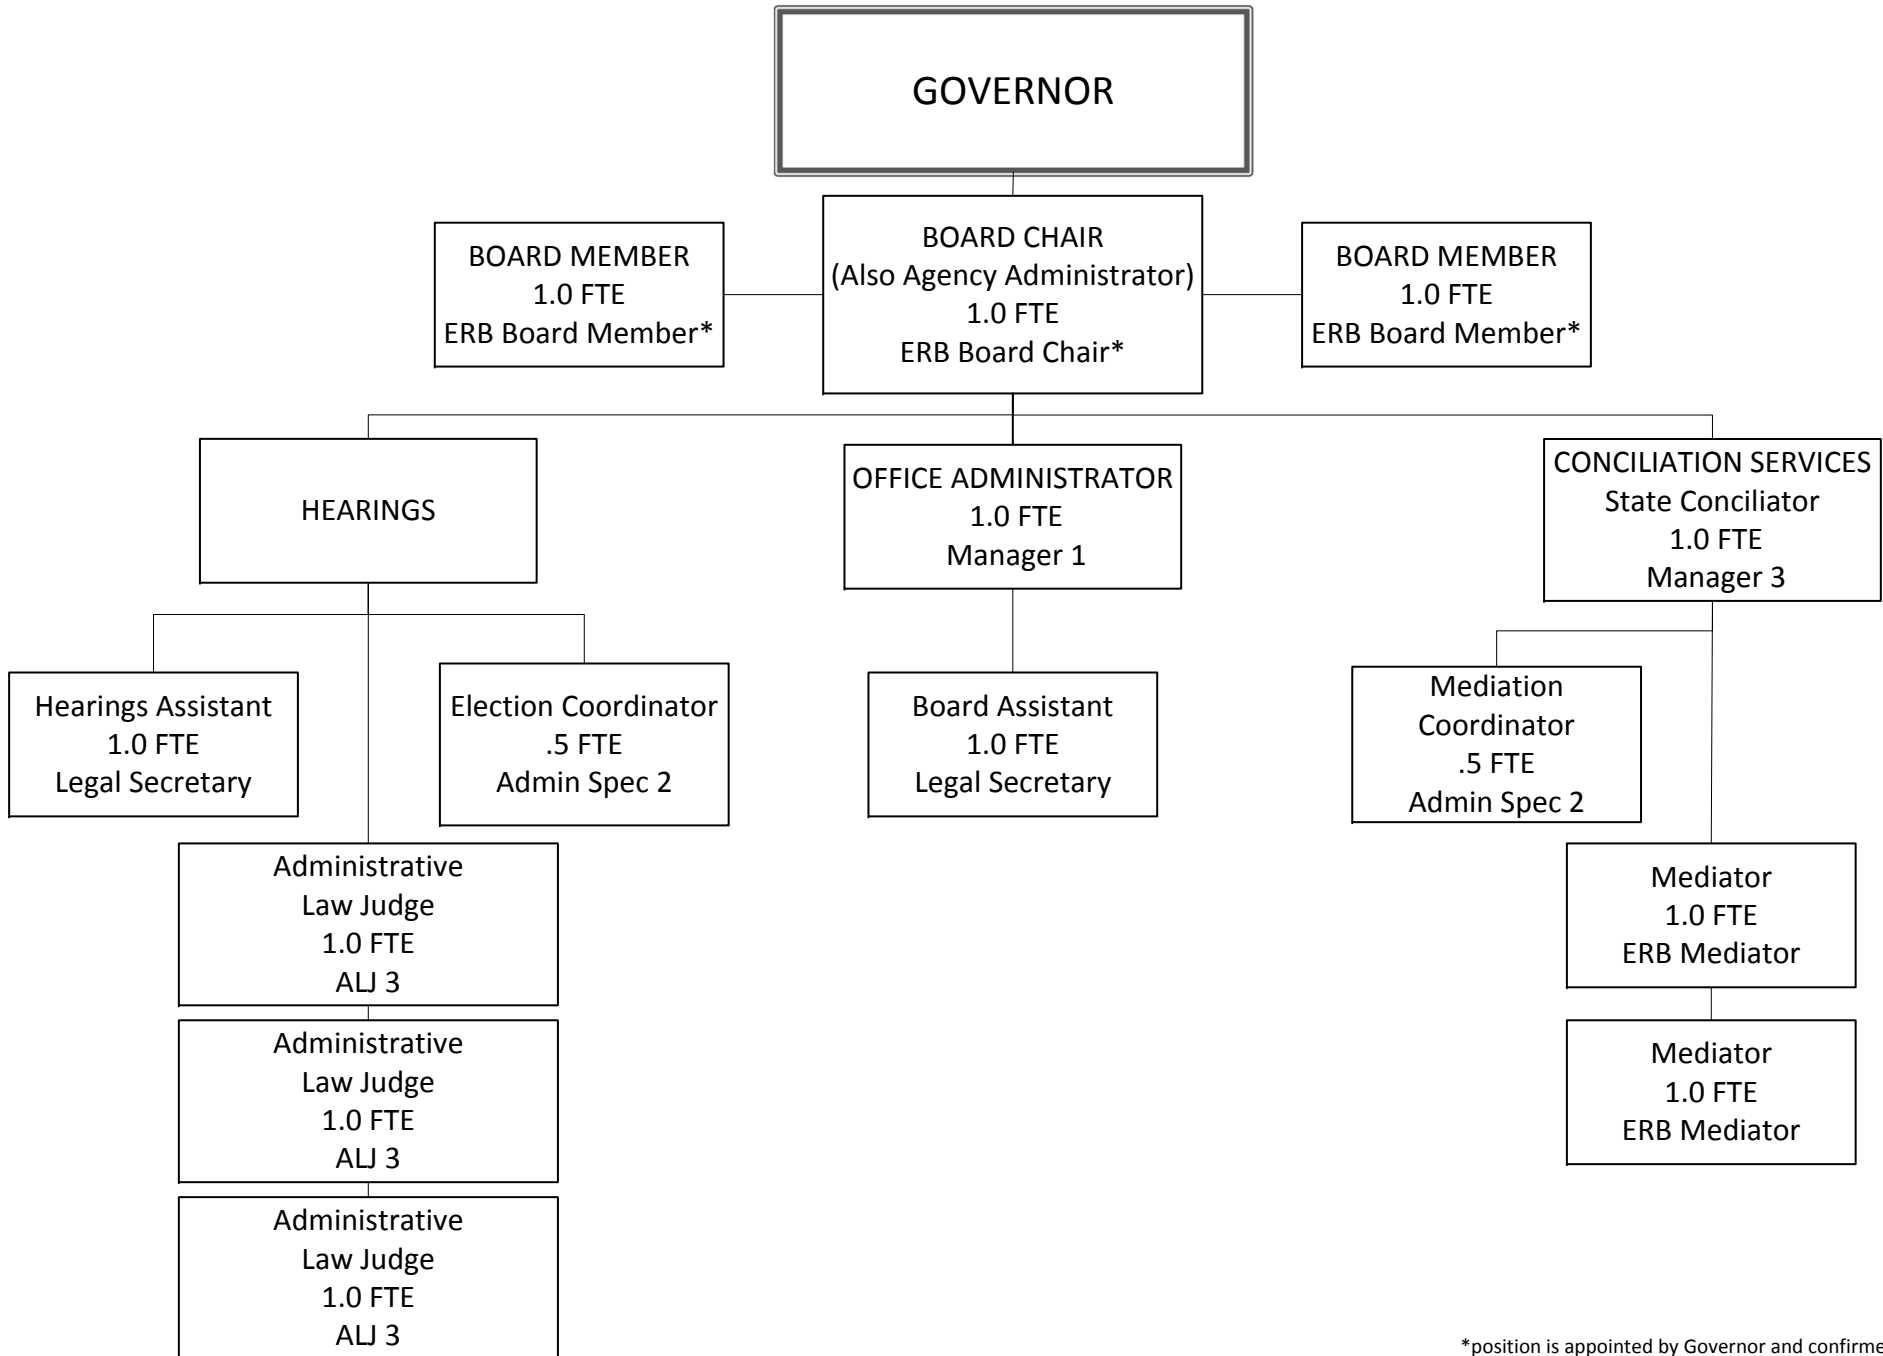 GOVERNOR
BOARD MEMBER
1.0 FTE
ERB Board Member*
BOARD CHAIR
(Also Agency Administrator)
1.0 FTE
ERB Board Chair*
BOARD MEMBER
1.0 FTE
ERB Board Member*
HEARINGS
OFFICE ADMINISTRATOR
1.0 FTE
Manager 1
CONCILIATION SERVICES
State Conciliator
1.0 FTE
Manager 3
Hearings Assistant
1.0 FTE
Legal Secretary
Election Coordinator
.5 FTE
Admin Spec 2
Board Assistant
1.0 FTE
Legal Secretary
Mediation
Coordinator
.5 FTE
Admin Spec 2
Administrative
Law Judge
1.0 FTE
ALJ 3
Mediator
1.0 FTE
ERB Mediator
Administrative
Law Judge
1.0 FTE
ALJ 3
Mediator
1.0 FTE
ERB Mediator
Administrative
Law Judge
1.0 FTE
ALJ 3
*position is appointed by Governor and confirme